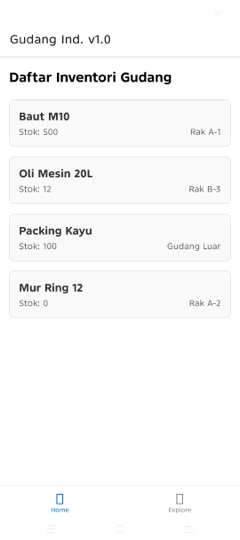 Gudang Ind. v1.0
Daftar Inventori Gudang
Baut M10
Stok: 500 Rak A-1
Oli Mesin 20L
Stok: 12 Rak B-3
Packing Kayu
Stok: 100 Gudang Luar
Mur Ring 12
Stok: 0 Rak A-2
Home Explore